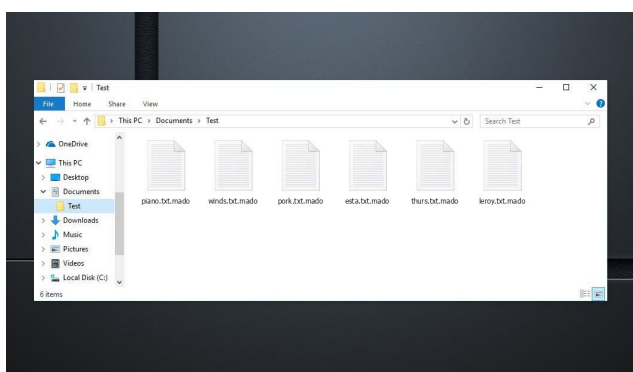 Test
File Home Share View
This PC › Documents › Test
Search Test
OneDrive
This PC
Desktop
Documents
Test
Downloads
Music
Pictures
Videos
Local Disk (C:)
piano.txt.mado winds.txt.mado pork.txt.mado esta.txt.mado thurs.txt.mado leroy.txt.mado
6 items